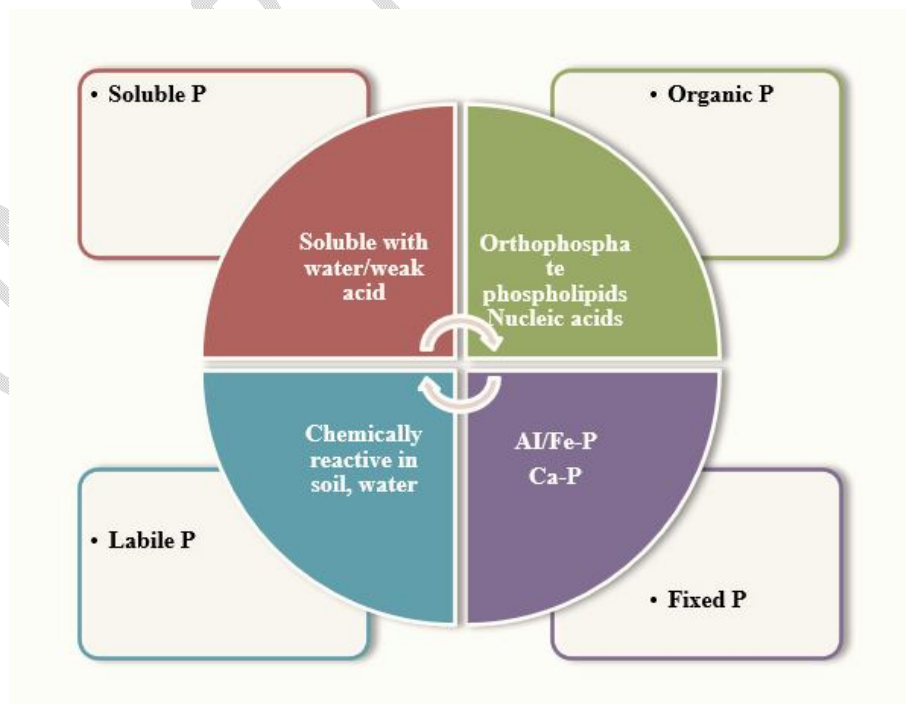 • Soluble P
• Organic P
Soluble with
water/weak
acid
Orthophospha
te
phospholipids
Nucleic acids
Chemically
reactive in
soil, water
AI/Fe-P
Ca-P
• Labile P
• Fixed P